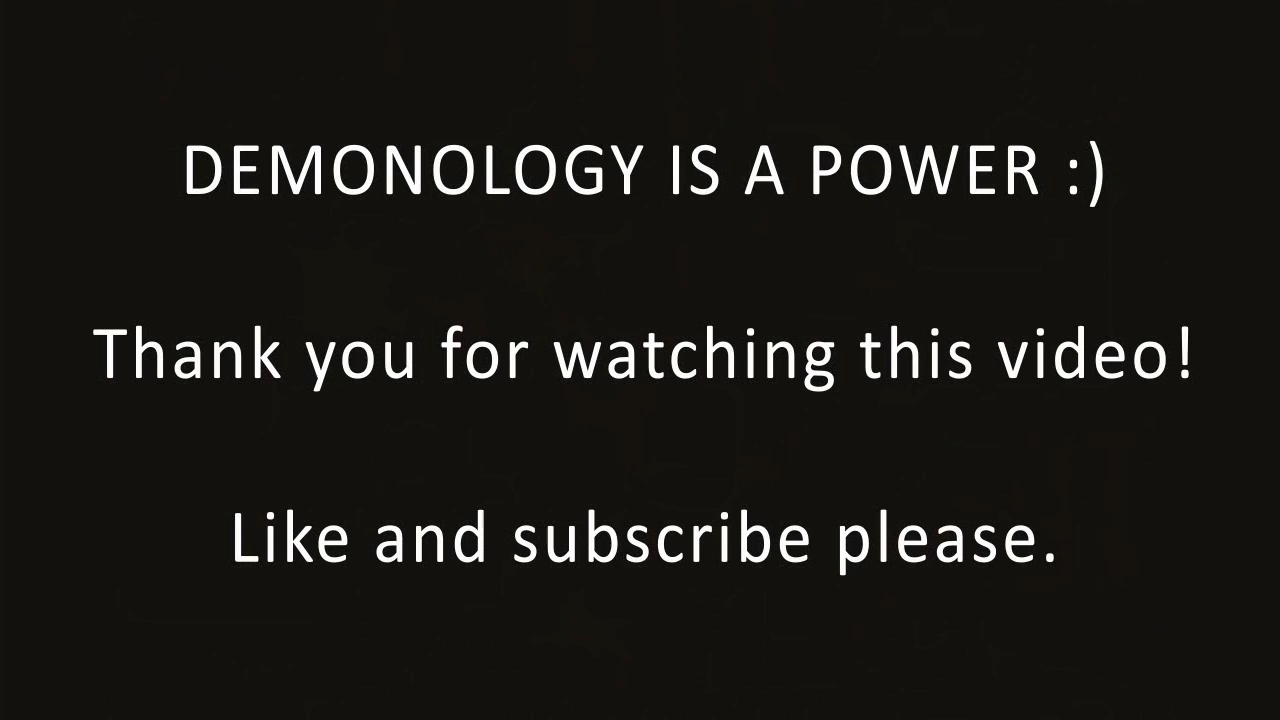 DEMONOLOGY IS A POWER :)
Thank you for watching this video!
Like and subscribe please.